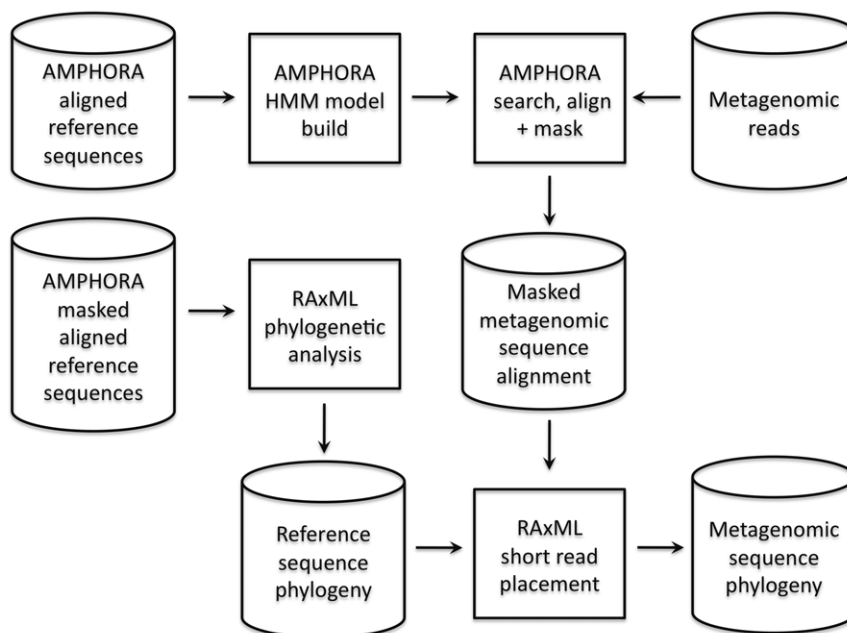 AMPHORA
aligned
reference
sequences
AMPHORA
HMM model
build
AMPHORA
search, align
+ mask
Metagenomic
reads
AMPHORA
masked
aligned
reference
sequences
RAxML
phylogenetic
analysis
Masked
metagenomic
sequence
alignment
Reference
sequence
phylogeny
RAxML
short read
placement
Metagenomic
sequence
phylogeny